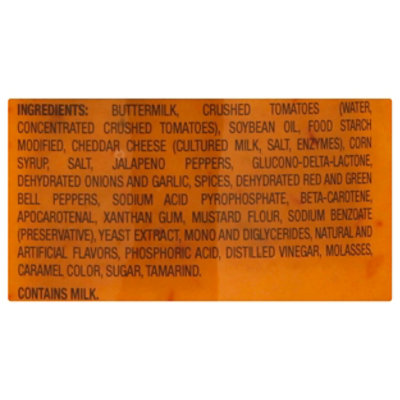 INGREDIENTS: BUTTERMILK, CRUSHED TOMATOES (WATER,
CONCENTRATED CRUSHED TOMATOES), SOYBEAN OIL, FOOD STARCH
MODIFIED, CHEDDAR CHEESE (CULTURED MILK, SALT, ENZYMES), CORN
SYRUP, SALT, JALAPENO PEPPERS, GLUCONO-DELTA-LACTONE,
DEHYDRATED ONIONS AND GARLIC, SPICES, DEHYDRATED RED AND GREEN
BELL PEPPERS, SODIUM ACID PYROPHOSPHATE, BETA-CAROTENE,
APOCAROTENAL, XANTHAN GUM, MUSTARD FLOUR, SODIUM BENZOATE
(PRESERVATIVE), YEAST EXTRACT, MONO AND DIGLYCERIDES, NATURAL AND
ARTIFICIAL FLAVORS, PHOSPHORIC ACID, DISTILLED VINEGAR, MOLASSES,
CARAMEL COLOR, SUGAR, TAMARIND.
CONTAINS MILK.